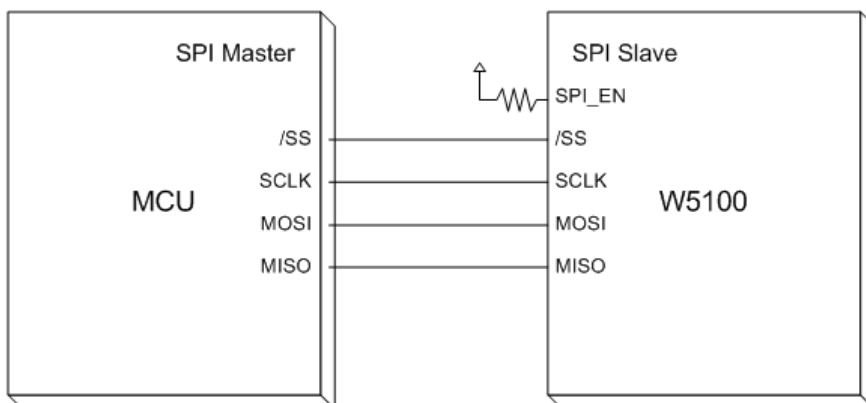 SPI Master
SPI Slave
SPI_EN
/SS
/SS
SCLK
SCLK
MCU
W5100
MOSI
MOSI
MISO
MISO